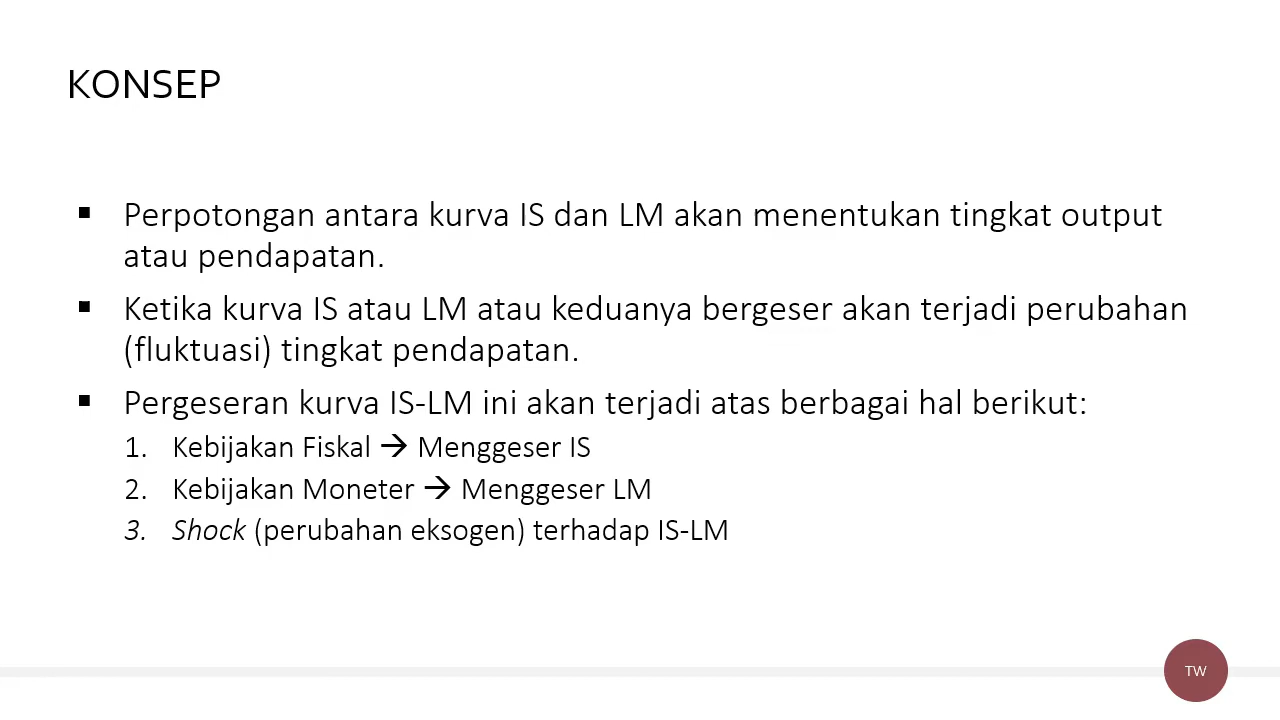 KONSEP
▪ Perpotongan antara kurva IS dan LM akan menentukan tingkat output
atau pendapatan.
▪ Ketika kurva IS atau LM atau keduanya bergeser akan terjadi perubahan
(fluktuasi) tingkat pendapatan.
▪ Pergeseran kurva IS-LM ini akan terjadi atas berbagai hal berikut:
1. Kebijakan Fiskal → Menggeser IS
2. Kebijakan Moneter → Menggeser LM
3. Shock (perubahan eksogen) terhadap IS-LM
TW